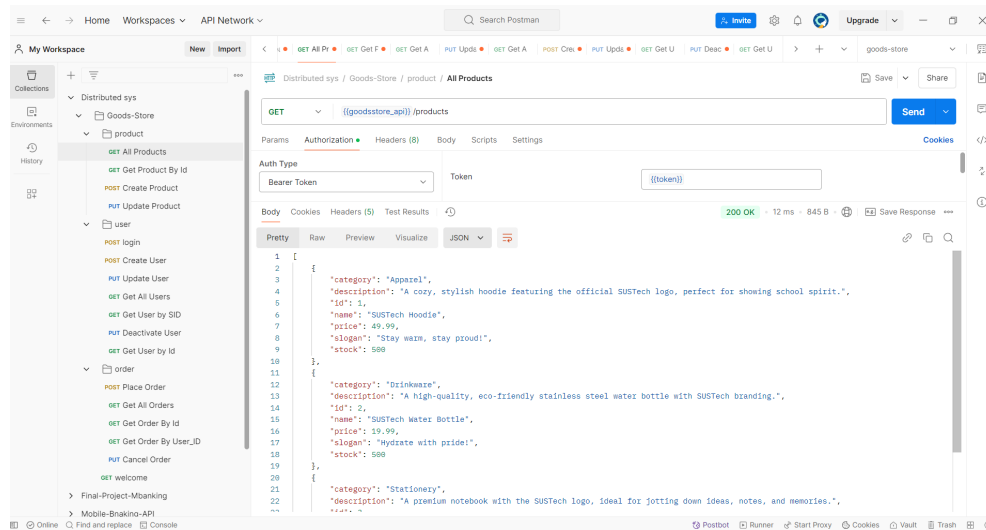 Home Workspaces API Network Search Postman Invite Upgrade
My Workspace New Import GET All Pr GET Get F GET Get A PUT Upda GET Get A POST Creu PUT Upda GET Get U PUT Deac GET Get U goods-store
Collections
Environments
History
Distributed sys
Goods-Store
product
GET All Products
GET Get Product By Id
POST Create Product
PUT Update Product
user
POST login
POST Create User
PUT Update User
GET Get All Users
GET Get User by SID
PUT Deactivate User
GET Get User by Id
order
POST Place Order
GET Get All Orders
GET Get Order By Id
GET Get Order By User_ID
PUT Cancel Order
GET welcome
Final-Project-Mbanking
Mobile-Bnaking-API
HTTP Distributed sys / Goods-Store / product / All Products Save Share
GET {{goodsstore_api}} /products Send
Params Authorization Headers (8) Body Scripts Settings Cookies
Auth Type
Bearer Token
Token {{token}}
Body Cookies Headers (5) Test Results 200 OK 12 ms 845 B Save Response
Pretty Raw Preview Visualize JSON
1 [
2 {
3 "category": "Apparel",
4 "description": "A cozy, stylish hoodie featuring the official SUSTech logo, perfect for showing school spirit.",
5 "id": 1,
6 "name": "SUSTech Hoodie",
7 "price": 49.99,
8 "slogan": "Stay warm, stay proud!",
9 "stock": 500
10 },
11 {
12 "category": "Drinkware",
13 "description": "A high-quality, eco-friendly stainless steel water bottle with SUSTech branding.",
14 "id": 2,
15 "name": "SUSTech Water Bottle",
16 "price": 19.99,
17 "slogan": "Hydrate with pride!",
18 "stock": 500
19 },
20 {
21 "category": "Stationery",
22 "description": "A premium notebook with the SUSTech logo, ideal for jotting down ideas, notes, and memories.",
Online Find and replace Console Postbot Runner Start Proxy Cookies Vault Trash